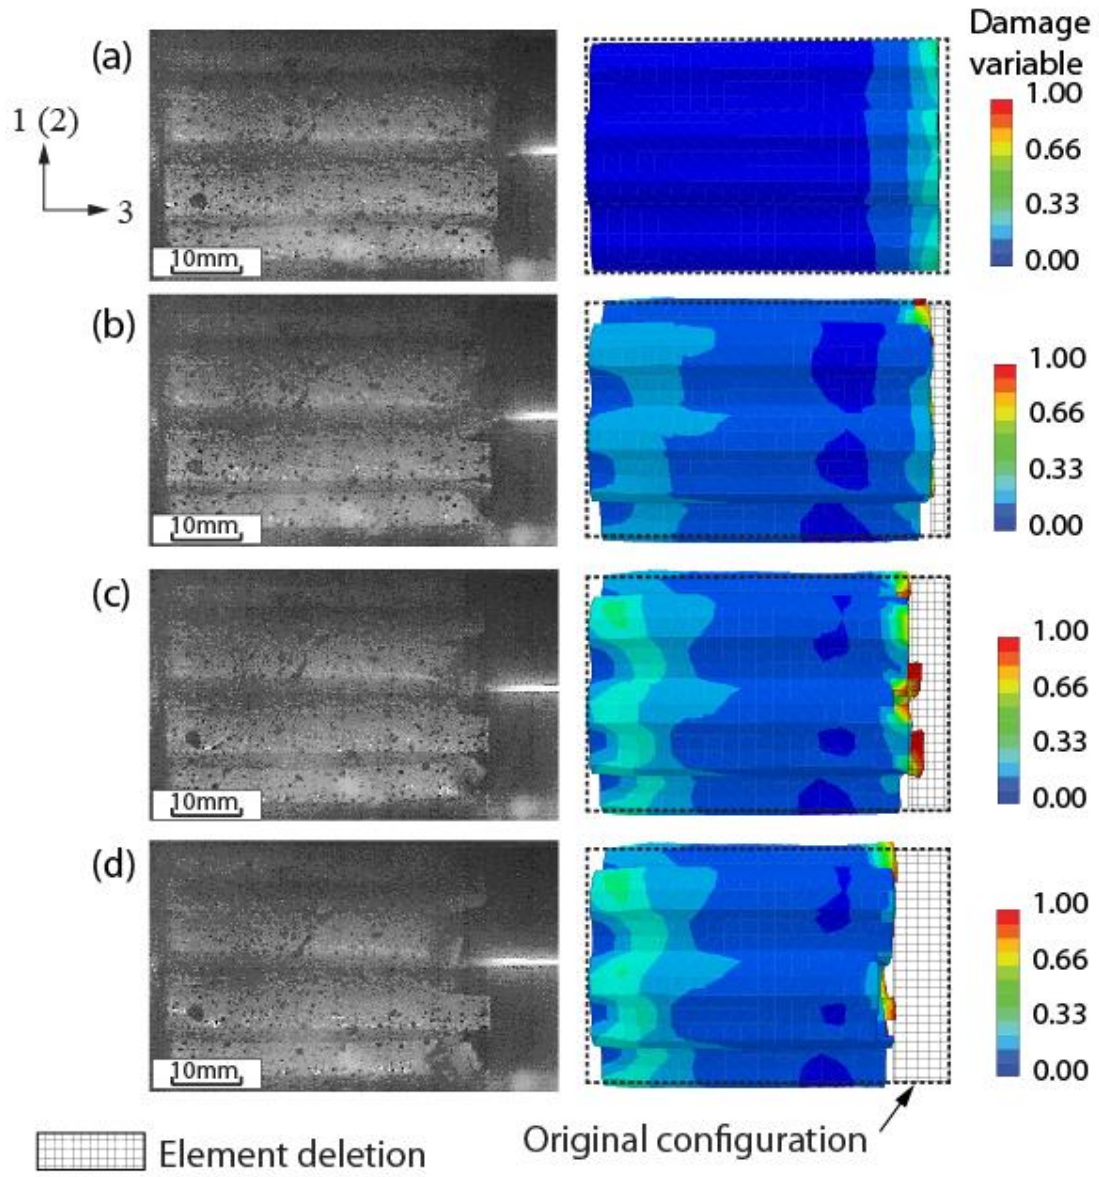 (a)
1 (2)
3
10mm
Damage
variable
1.00
0.66
0.33
0.00
(b)
10mm
1.00
0.66
0.33
0.00
(c)
10mm
1.00
0.66
0.33
0.00
(d)
10mm
1.00
0.66
0.33
0.00
Element deletion
Original configuration